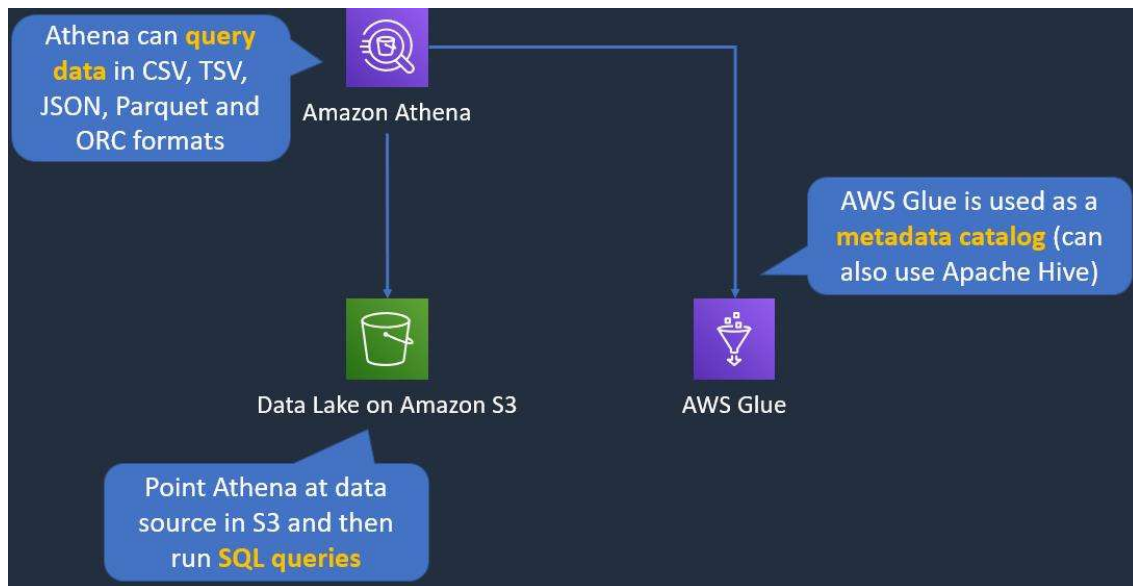 Athena can query
data in CSV, TSV,
JSON, Parquet and
ORC formats
Amazon Athena
AWS Glue is used as a
metadata catalog (can
also use Apache Hive)
Data Lake on Amazon S3
AWS Glue
Point Athena at data
source in S3 and then
run SQL queries